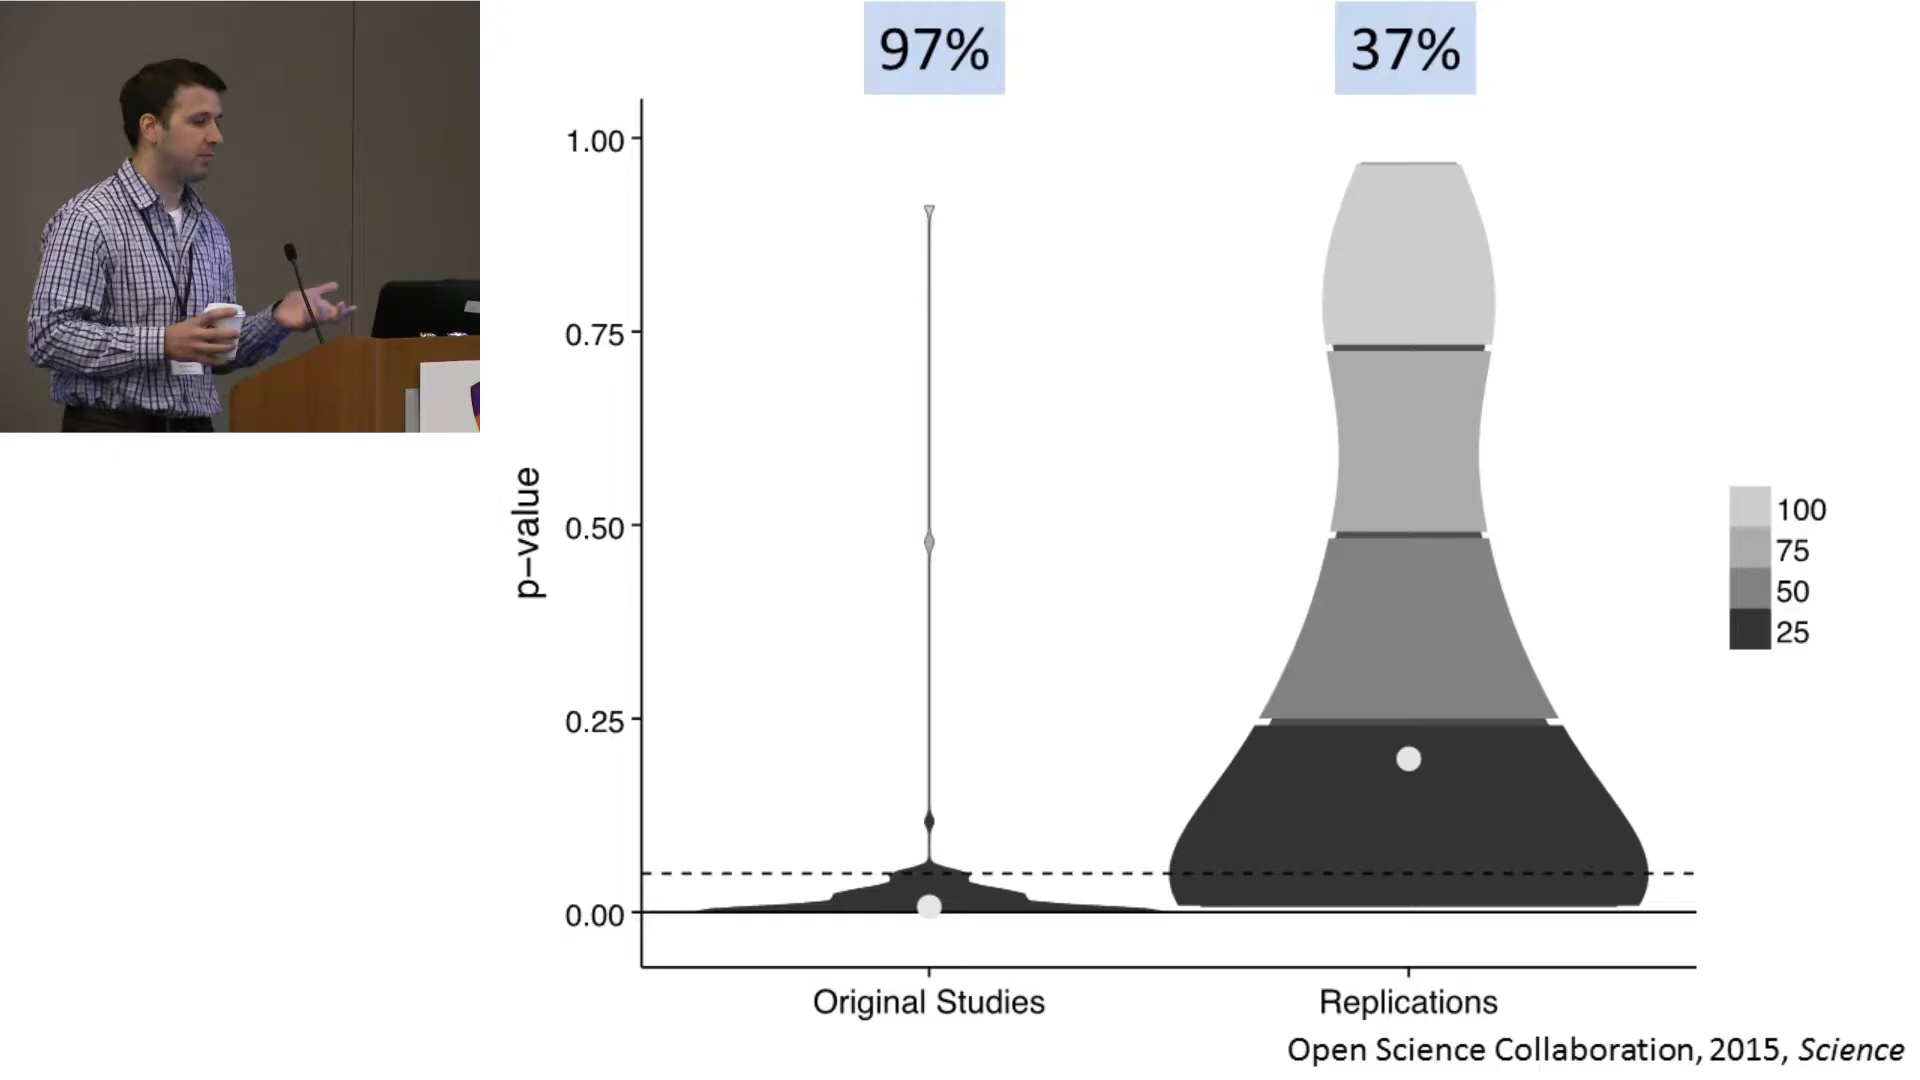 97%
37%
1.00
0.75
0.50
0.25
0.00
p-value
Original Studies
Replications
100
75
50
25
Open Science Collaboration, 2015, Science